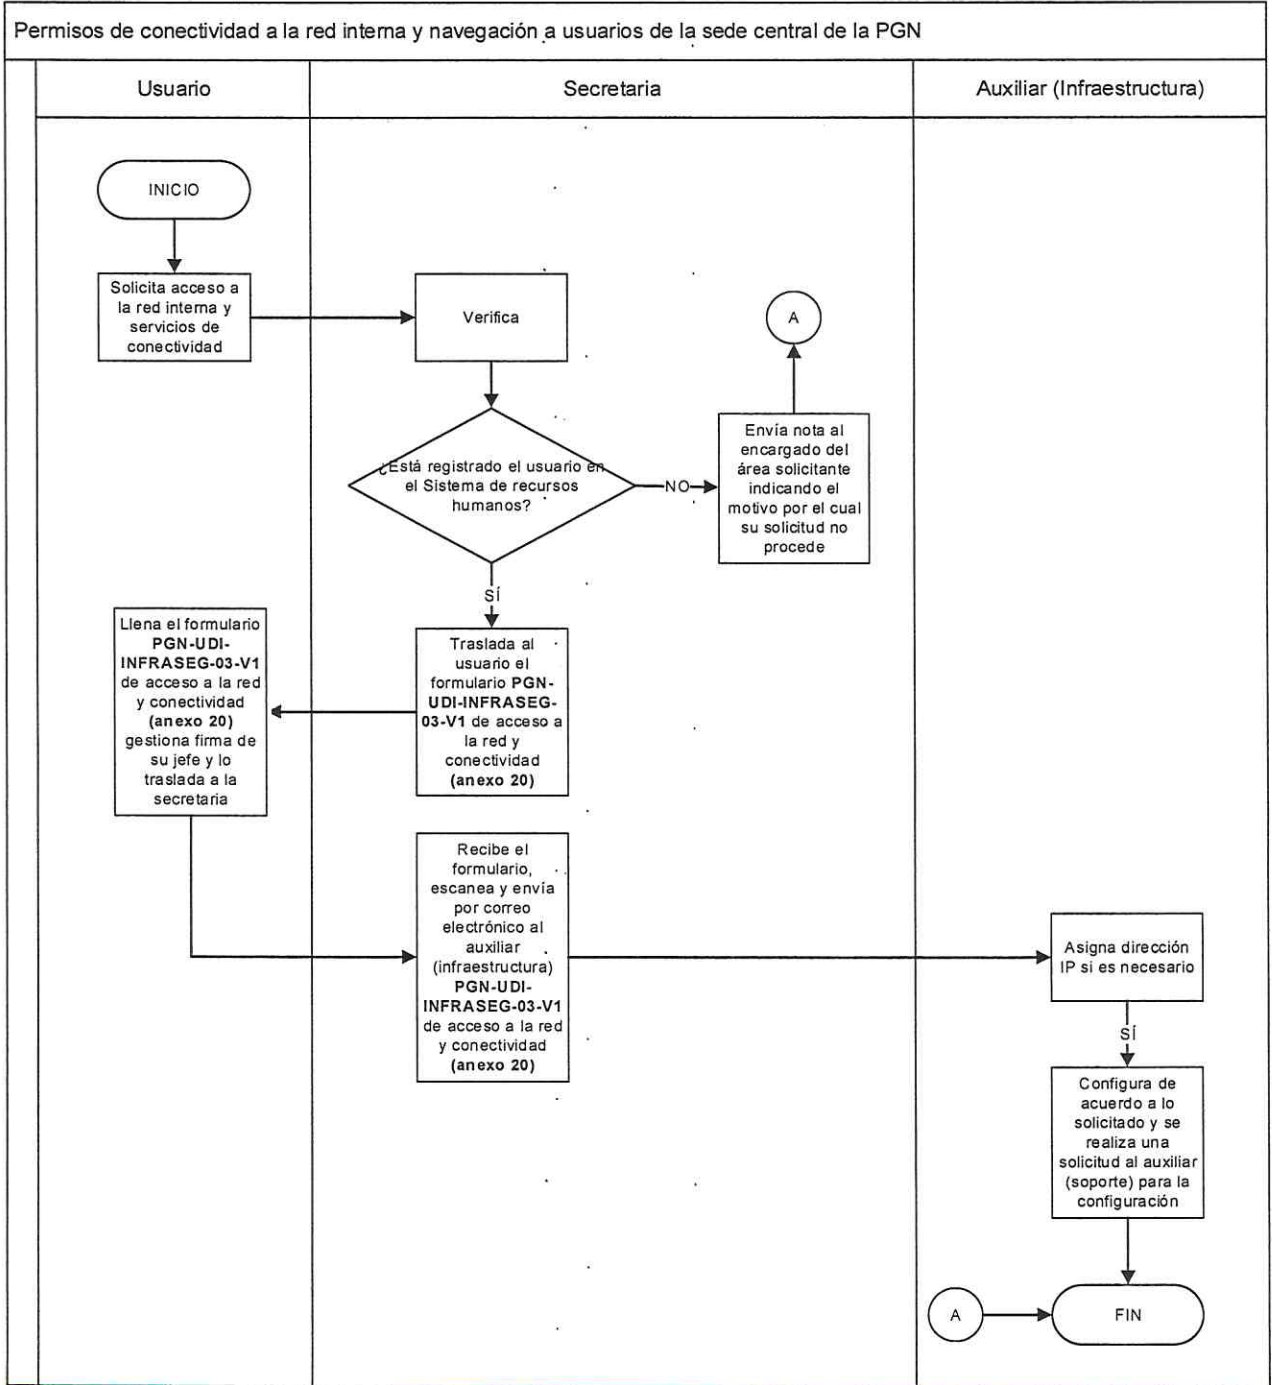 Permisos de conectividad a la red interna y navegación a usuarios de la sede central de la PGN
Usuario
Secretaria
Auxiliar (Infraestructura)
INICIO
Solicita acceso a
la red interna y
servicios de
conectividad
Verifica
A
¿Está registrado el usuario en
el Sistema de recursos
humanos?
NO
Envía nota al
encargado del
área solicitante
indicando el
motivo por el cual
su solicitud no
procede
SÍ
Traslada al
usuario el
formulario PGN-
UDI-INFRASEG-
03-V1 de acceso a
la red y
conectividad
(anexo 20)
Llena el formulario
PGN-UDI-
INFRASEG-03-V1
de acceso a la red
y conectividad
(anexo 20)
gestiona firma de
su jefe y lo
traslada a la
secretaria
Recibe el
formulario,
escanea y envía
por correo
electrónico al
auxiliar
(infraestructura)
PGN-UDI-
INFRASEG-03-V1
de acceso a la red
y conectividad
(anexo 20)
Asigna dirección
IP si es necesario
SÍ
Configura de
acuerdo a lo
solicitado y se
realiza una
solicitud al auxiliar
(soporte) para la
configuración
A
FIN